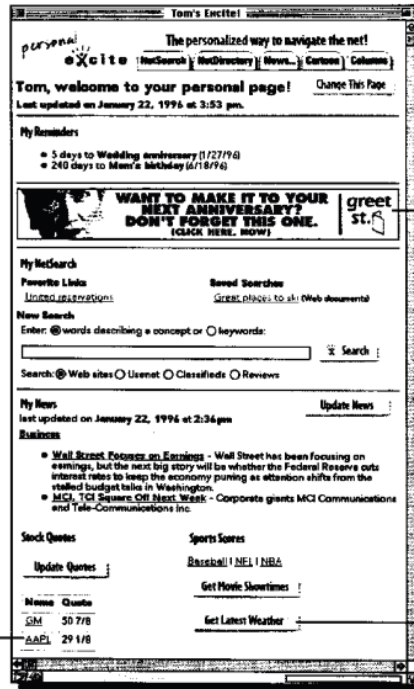 Tom's Excite!
personal
excite
The personalized way to navigate the net!
NetSearch NetDirectory News... Cartoon Columns
Tom, welcome to your personal page!
Change This Page
Last updated on January 22, 1996 at 3:53 pm.
My Reminders
5 days to Wedding anniversary (1/27/96)
240 days to Mom's birthday (6/18/96)
WANT TO MAKE IT TO YOUR
NEXT ANNIVERSARY?
DON'T FORGET THIS ONE.
(CLICK HERE, NOW)
greet
st.
My NetSearch
Favorite Links
Saved Searches
United reservations
Great places to ski (Web documents)
New Search
Enter: words describing a concept or keywords:
Search
Search: Web sites Usenet Classifieds Reviews
My News
Update News
last updated on January 22, 1996 at 2:36pm
Business
Wall Street Focuses on Earnings - Wall Street has been focusing on
earnings, but the next big story will be whether the Federal Reserve cuts
interest rates to keep the economy purring as attention shifts from the
stalled budget talks in Washington.
MCI, TCI Square Off Next Week - Corporate giants MCI Communications
and Tele-Communications Inc.
Stock Quotes
Sports Scores
Update Quotes
Baseball | NFL | NBA
Get Movie Showtimes
Name Quote
GM 50 7/8
Get Latest Weather
AAPL 29 1/8